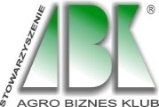 STOWARZYSZENIE
ABK ®
AGRO BIZNES KLUB